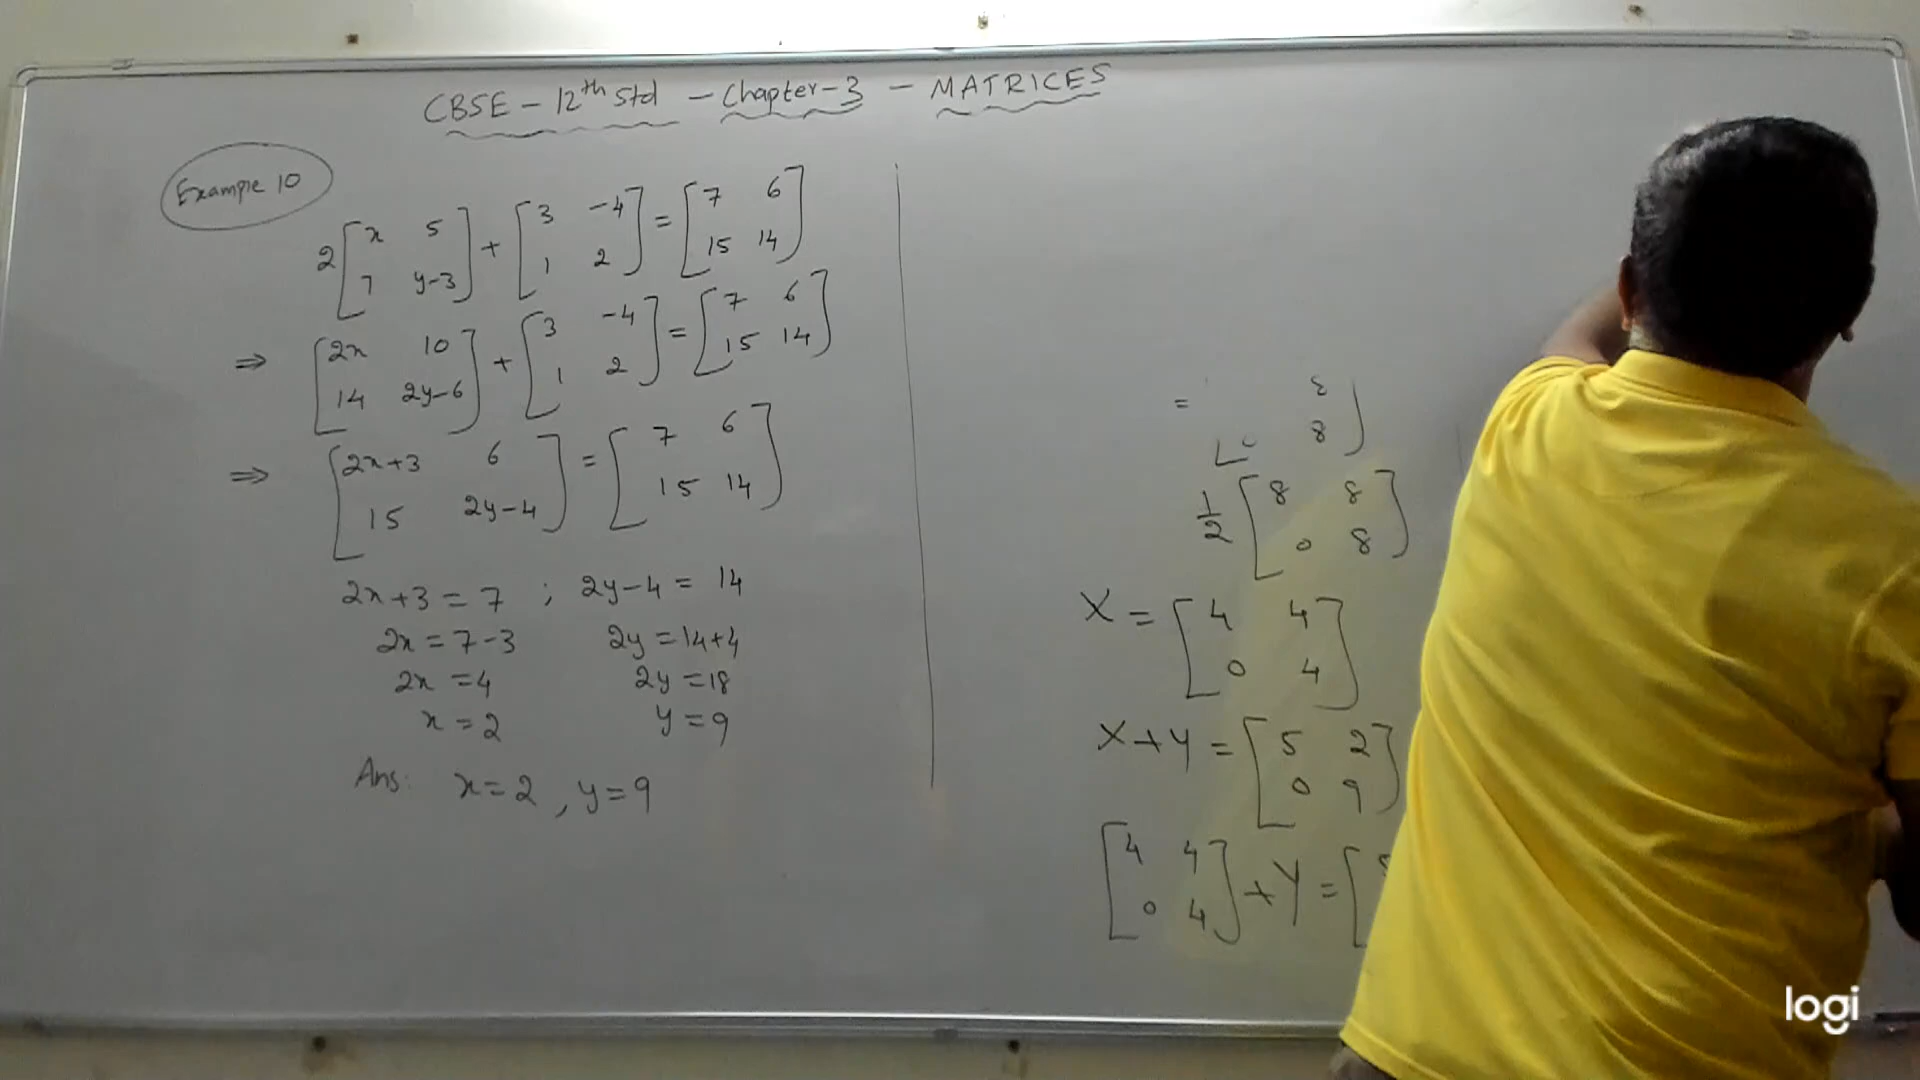 CBSE - 12th Std - Chapter-3 - MATRICES
Example 10
2 [x 5; 7 y-3] + [3 -4; 1 2] = [7 6; 15 14]
⇒ [2x 10; 14 2y-6] + [3 -4; 1 2] = [7 6; 15 14]
⇒ [2x+3 6; 15 2y-4] = [7 6; 15 14]
2x+3 = 7 ; 2y-4 = 14
2x = 7-3 2y = 14+4
2x = 4 2y = 18
x = 2 y = 9
Ans: x=2, y=9
= 8
1/2 [8 8; 0 8]
X = [4 4; 0 4]
X+Y = [5 2; 0 9]
[4 4; 0 4] + Y = [
logi